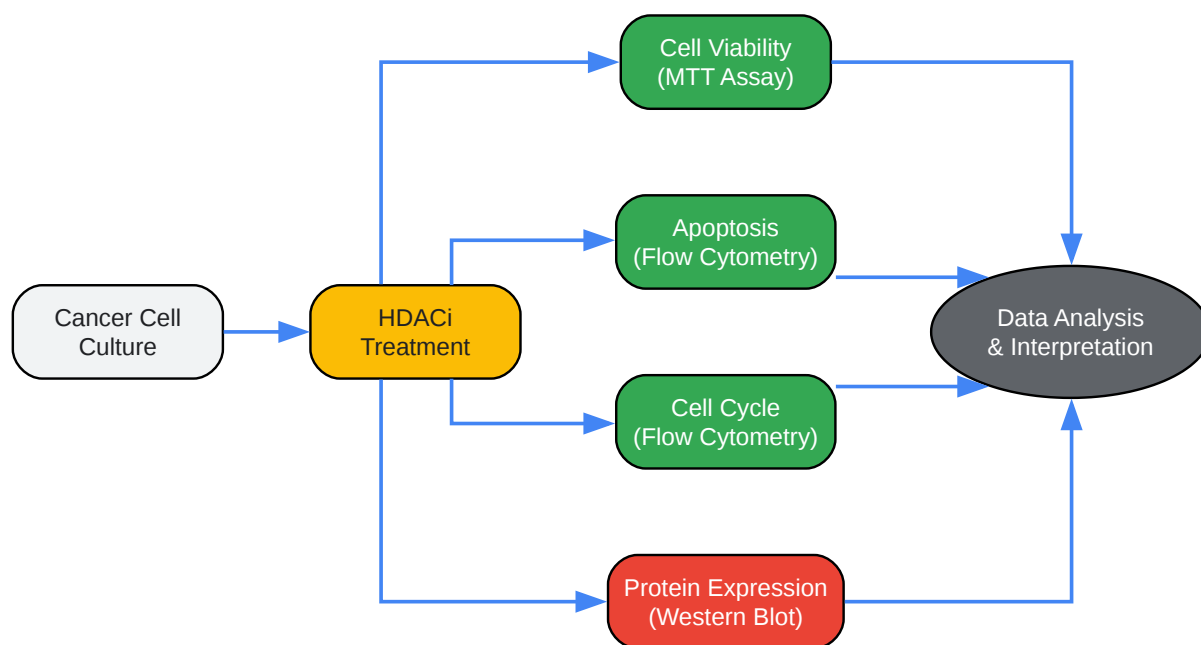 Cell Viability
(MTT Assay)
Apoptosis
(Flow Cytometry)
Cancer Cell
Culture
HDACi
Treatment
Data Analysis
& Interpretation
Cell Cycle
(Flow Cytometry)
Protein Expression
(Western Blot)